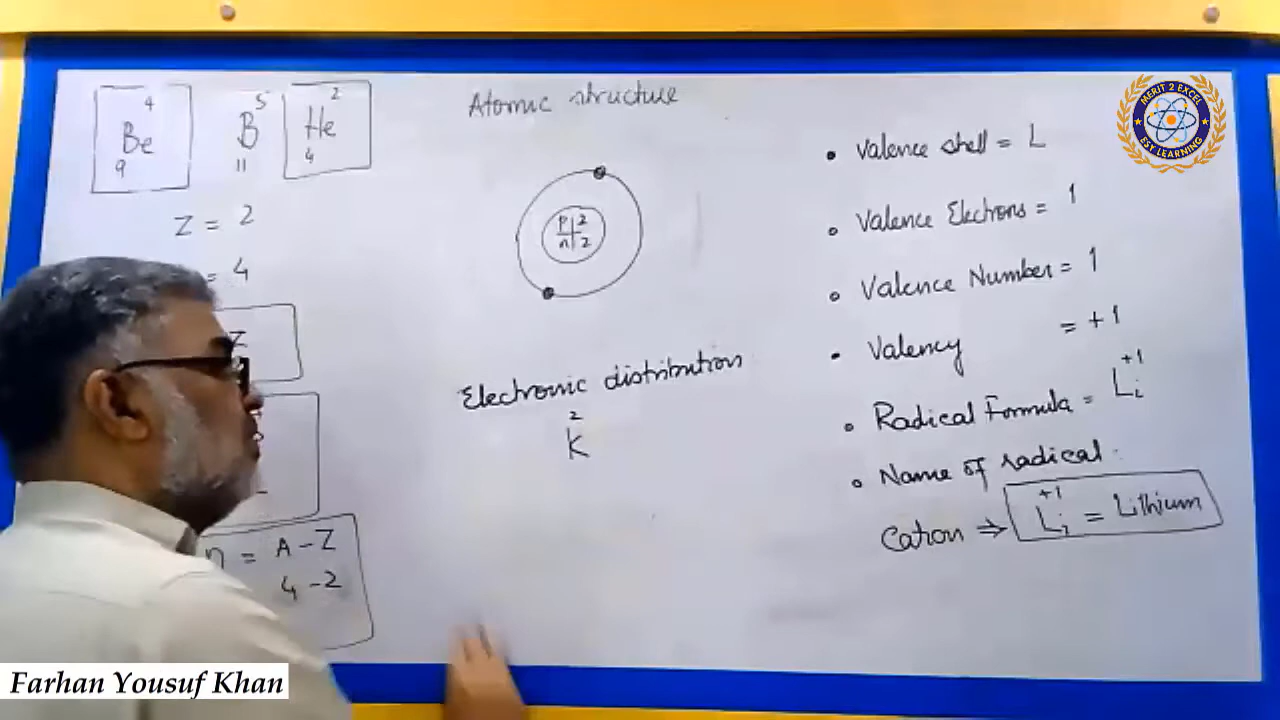 4
Be
9
5
B
11
2
He
4
Z = 2
= 4
Z
n = A - Z
4 - 2
Atomic structure
P 2
n 2
Electronic distribution
2
K
• Valence shell = L
• Valence Electrons = 1
• Valence Number = 1
• Valency = +1
• Radical Formula = Li +1
• Name of radical.
Cation ⇒ Li +1 = Lithium
MERIT 2 EXCEL
ESY LEARNING
Farhan Yousuf Khan